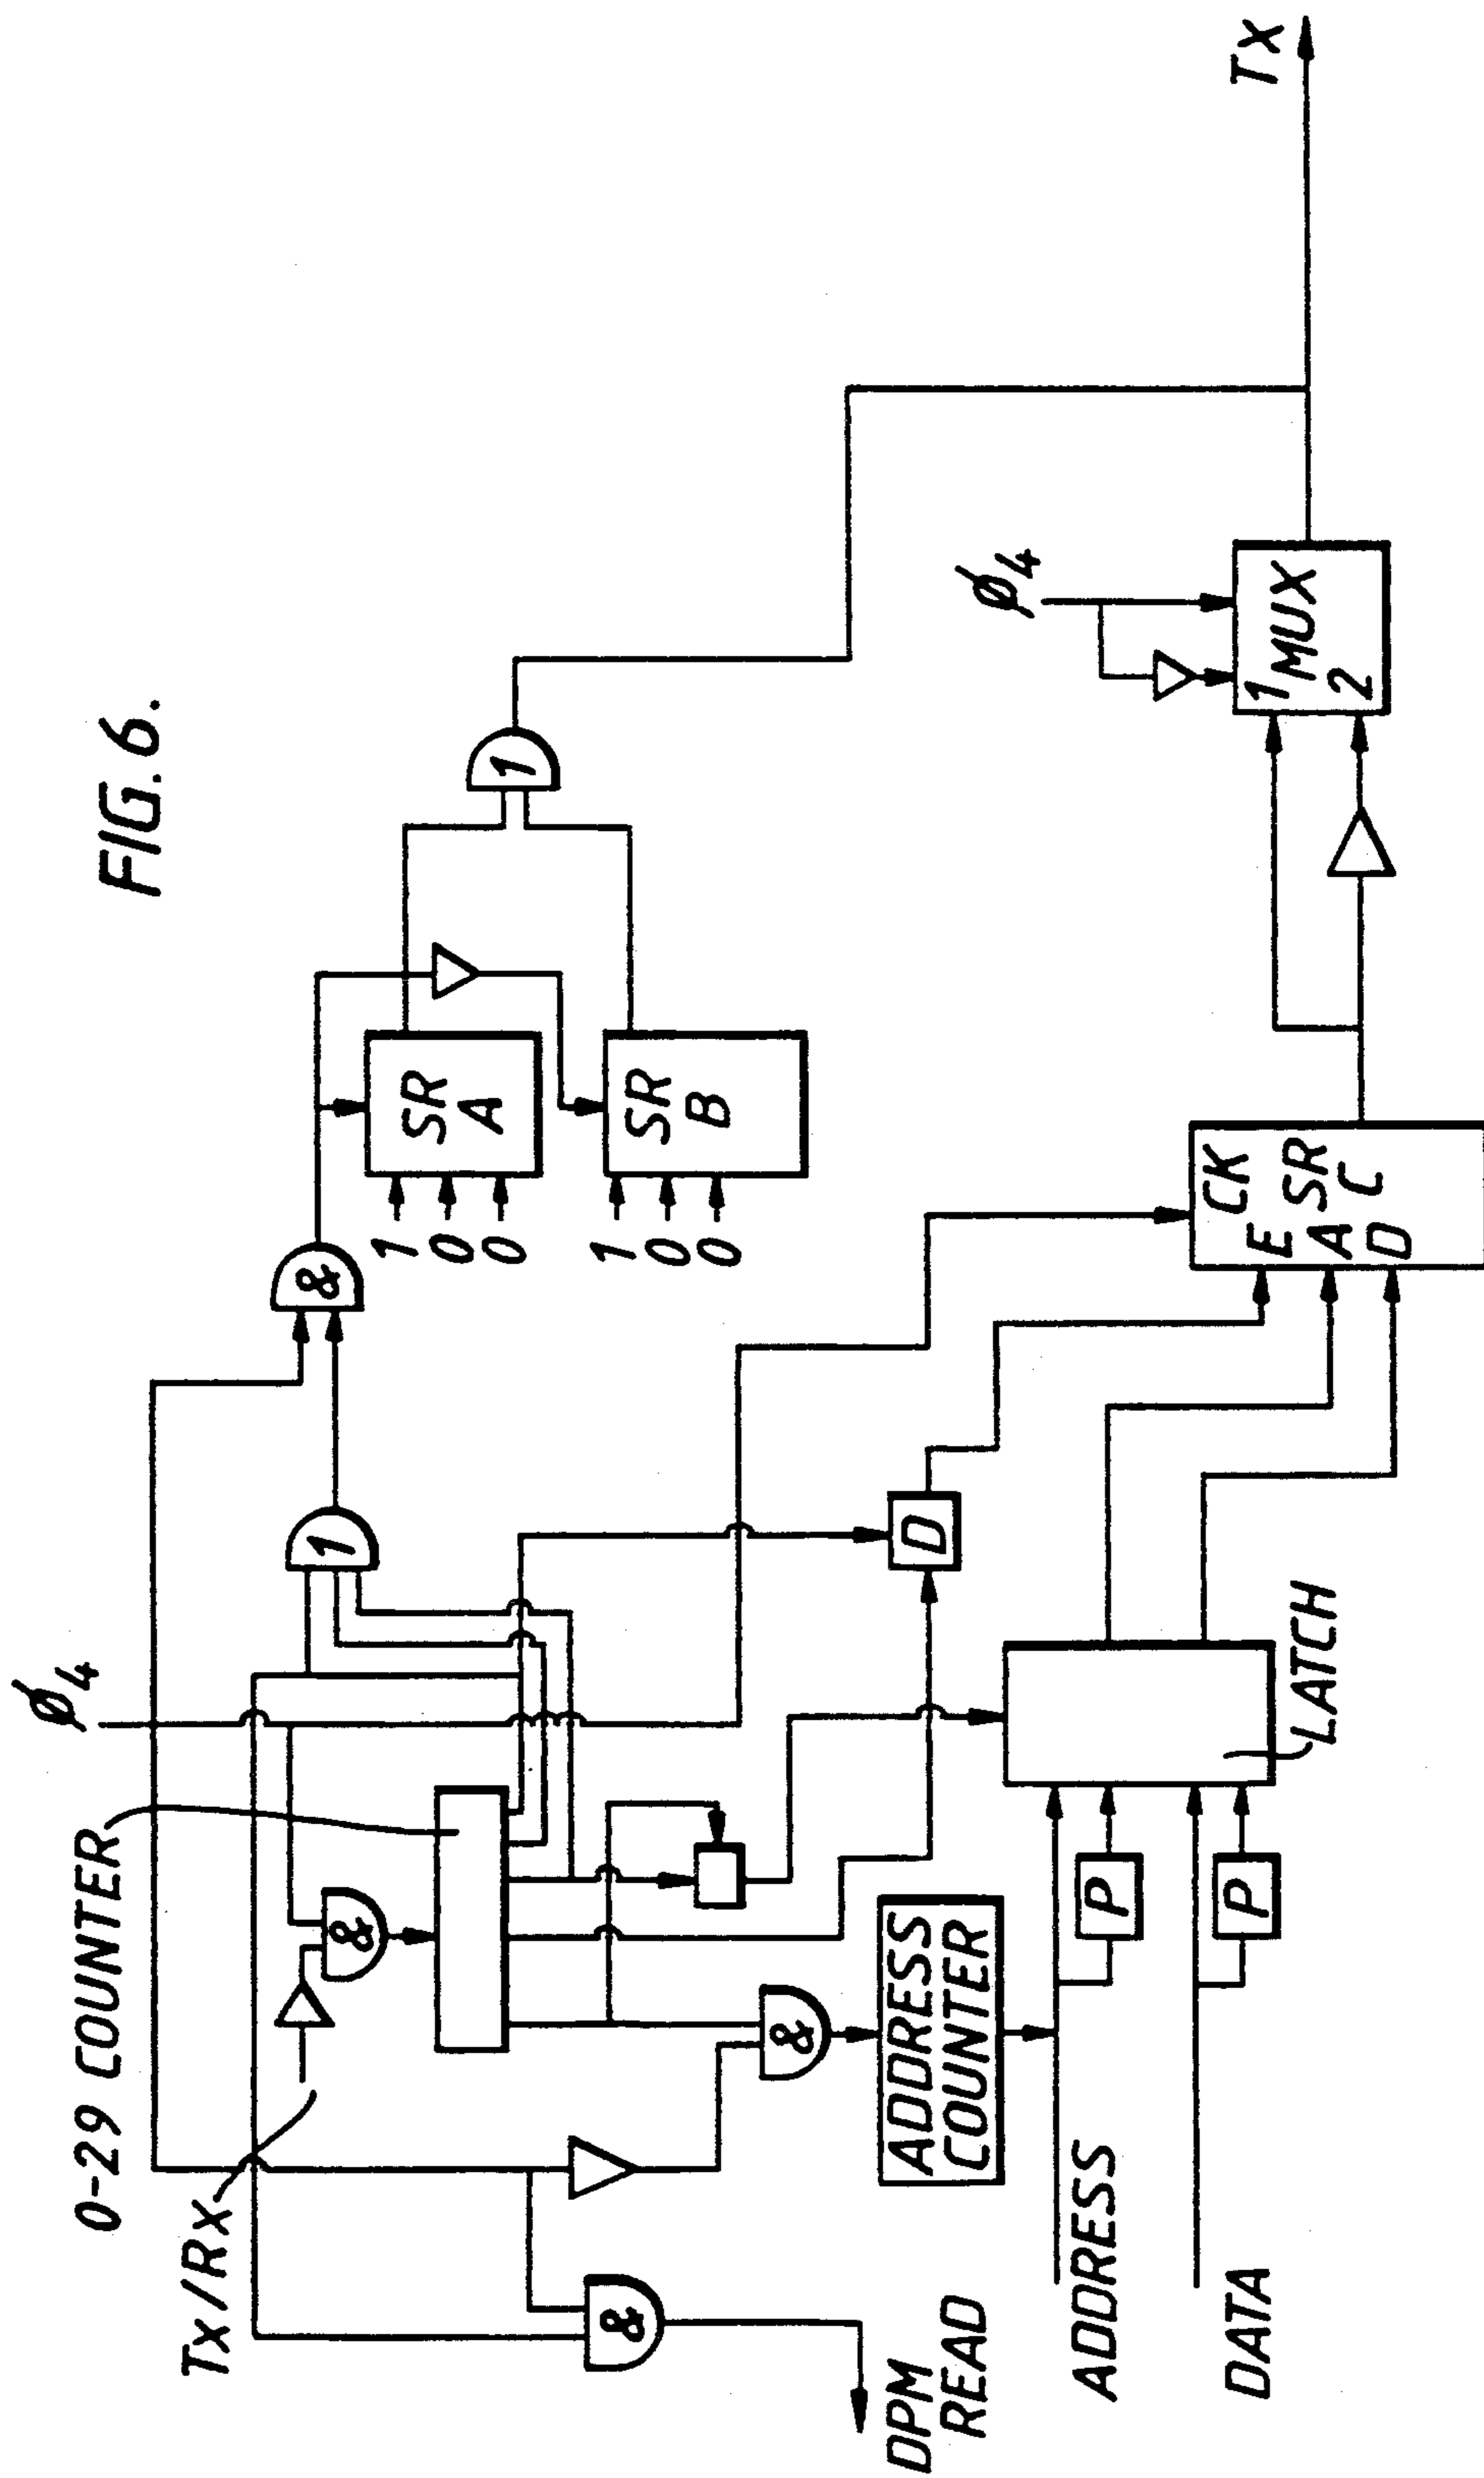 FIG. 6.
0-29 COUNTER
Tx/Rx
ø4
&
&
1
&
1
0
0
SR
A
1
0
0
SR
B
1
&
&
DPM
READ
ADDRESS
COUNTER
D
ADDRESS
P
DATA
P
LATCH
CK
E SR
A C
D
ø4
1
MUX
2
TX